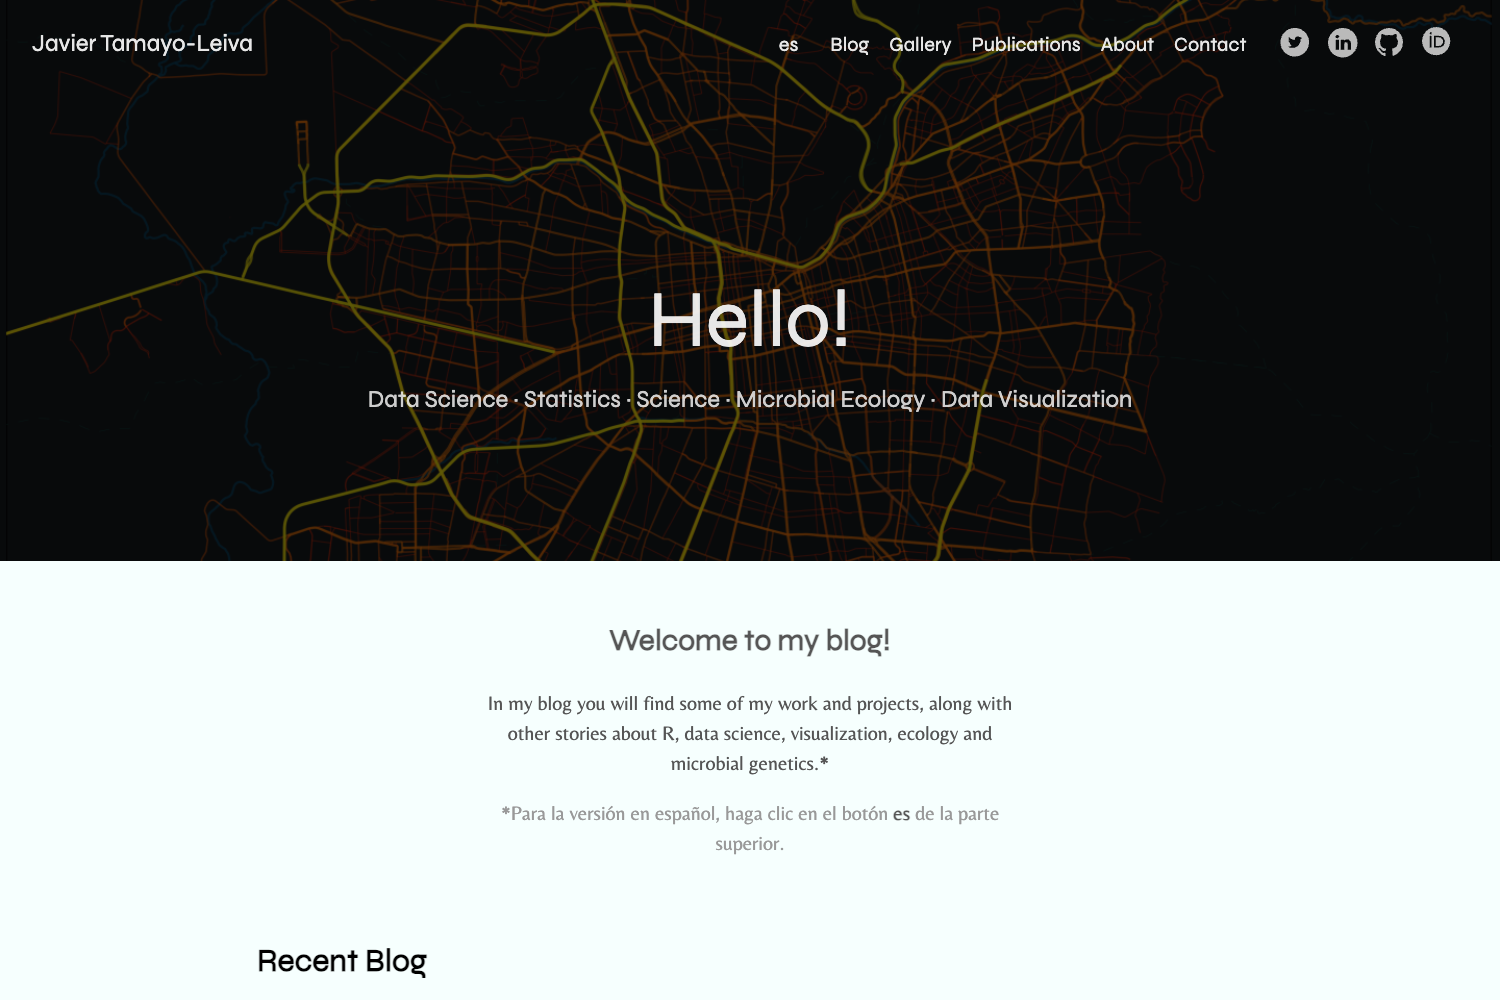 Javier Tamayo-Leiva
es Blog Gallery Publications About Contact
in iD
Hello!
Data Science · Statistics · Science · Microbial Ecology · Data Visualization
Welcome to my blog!
In my blog you will find some of my work and projects, along with
other stories about R, data science, visualization, ecology and
microbial genetics.*
*Para la versión en español, haga clic en el botón es de la parte
superior.
Recent Blog